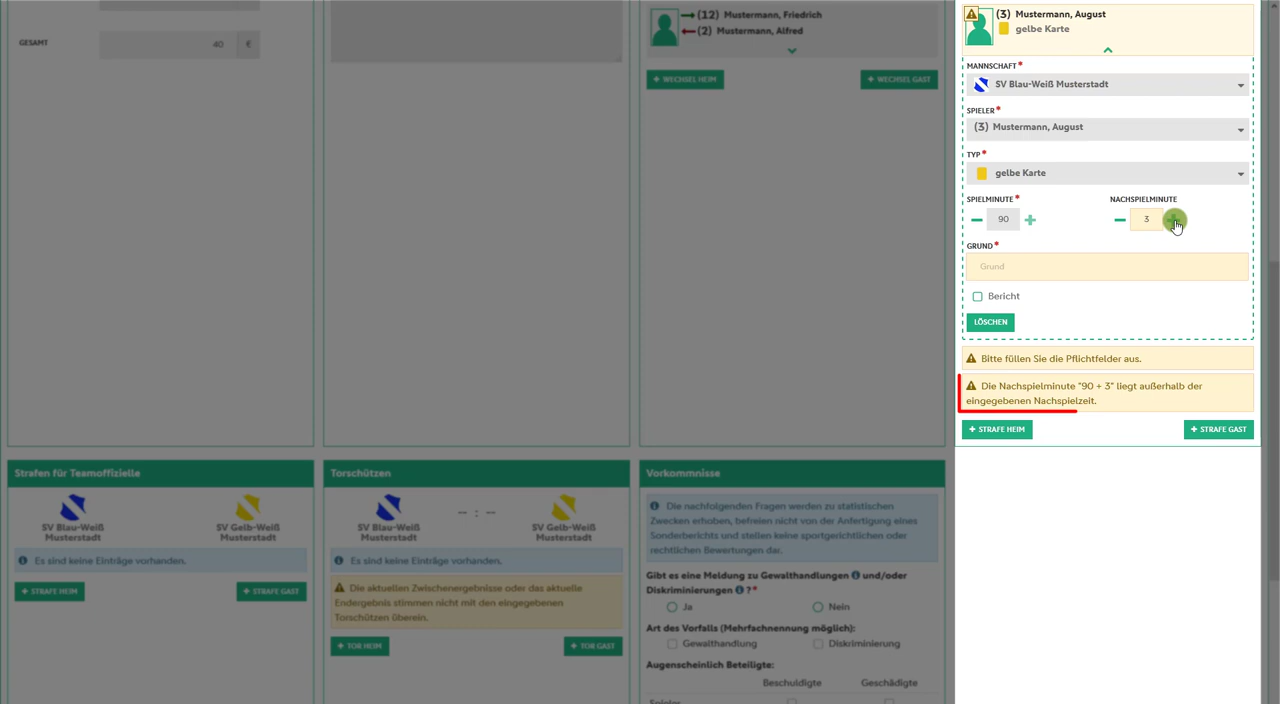 GESAMT
40 €
(12) Mustermann, Friedrich
(2) Mustermann, Alfred
+ WECHSEL HEIM
+ WECHSEL GAST
(3) Mustermann, August
gelbe Karte
MANNSCHAFT *
SV Blau-Weiß Musterstadt
SPIELER *
(3) Mustermann, August
TYP *
gelbe Karte
SPIELMINUTE *
NACHSPIELMINUTE
90
3
GRUND *
Grund
Bericht
LÖSCHEN
Bitte füllen Sie die Pflichtfelder aus.
Die Nachspielminute "90 + 3" liegt außerhalb der
eingegebenen Nachspielzeit.
+ STRAFE HEIM
+ STRAFE GAST
Strafen für Teamoffizielle
SV Blau-Weiß
Musterstadt
SV Gelb-Weiß
Musterstadt
Es sind keine Einträge vorhanden.
+ STRAFE HEIM
+ STRAFE GAST
Torschützen
SV Blau-Weiß
Musterstadt
-- : --
SV Gelb-Weiß
Musterstadt
Es sind keine Einträge vorhanden.
Die aktuellen Zwischenergebnisse oder das aktuelle
Endergebnis stimmen nicht mit den eingegebenen
Torschützen überein.
+ TOR HEIM
+ TOR GAST
Vorkommnisse
Die nachfolgenden Fragen werden zu statistischen
Zwecken erhoben, befreien nicht von der Anfertigung eines
Sonderberichts und stellen keine sportgerichtlichen oder
rechtlichen Bewertungen dar.
Gibt es eine Meldung zu Gewalthandlungen und/oder
Diskriminierungen ? *
Ja
Nein
Art des Vorfalls (Mehrfachnennung möglich):
Gewalthandlung
Diskriminierung
Augenscheinlich Beteiligte:
Beschuldigte
Geschädigte
Spieler